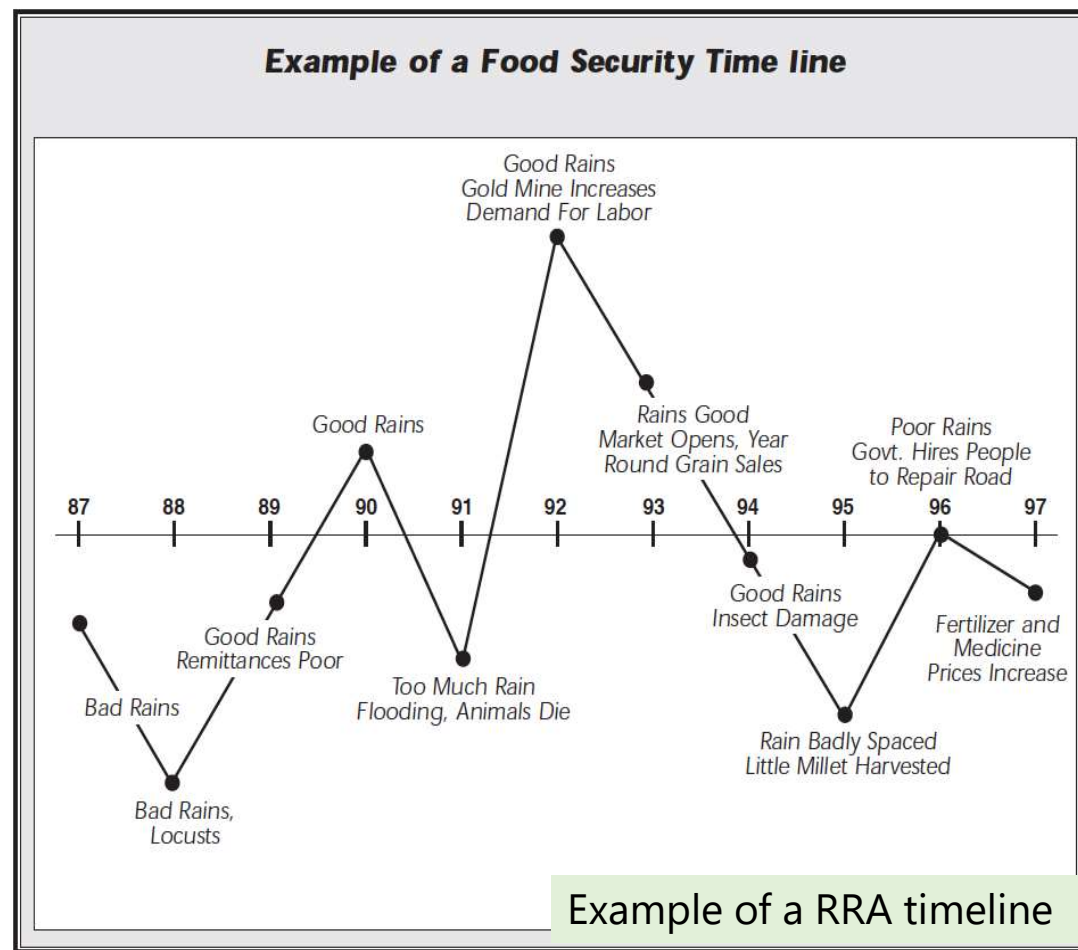 Example of a Food Security Time line
Good Rains
Gold Mine Increases
Demand For Labor
Good Rains
Rains Good
Market Opens, Year
Round Grain Sales
Poor Rains
Govt. Hires People
to Repair Road
87 88 89 90 91 92 93 94 95 96 97
Bad Rains
Good Rains
Remittances Poor
Too Much Rain
Flooding, Animals Die
Good Rains
Insect Damage
Fertilizer and
Medicine
Prices Increase
Bad Rains,
Locusts
Rain Badly Spaced
Little Millet Harvested
Example of a RRA timeline